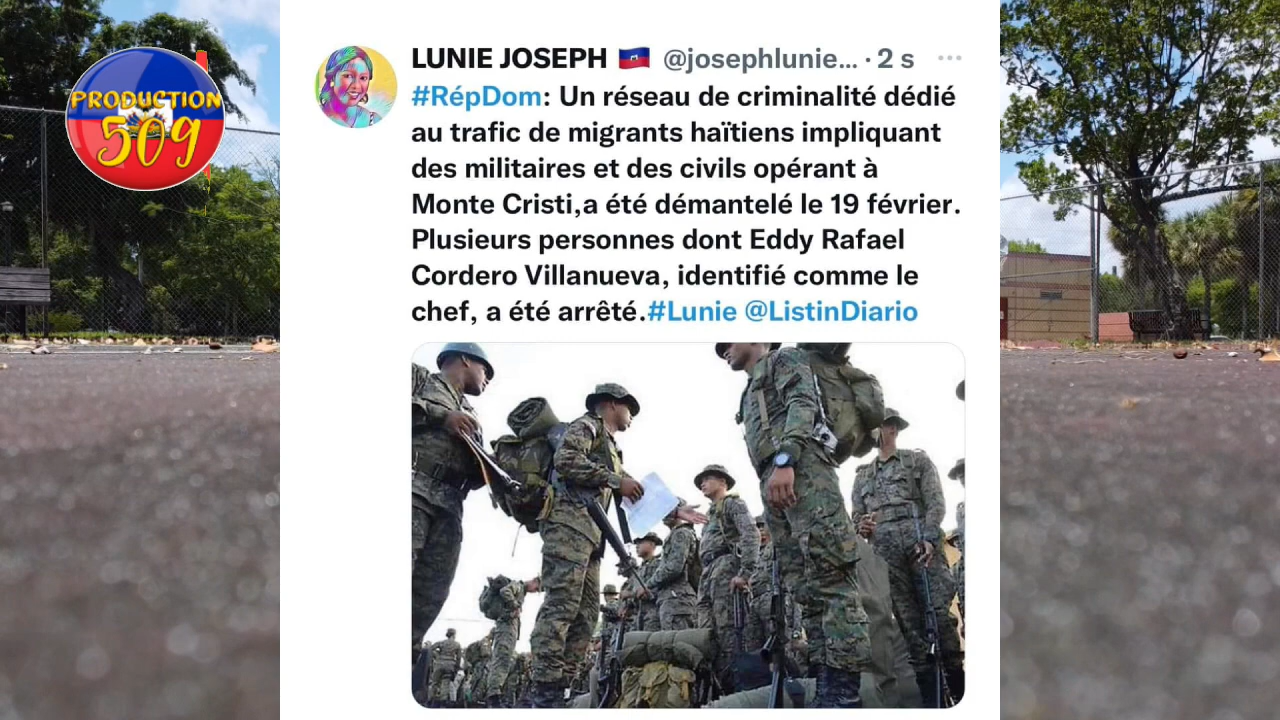 PRODUCTION
509
LUNIE JOSEPH 🇭🇹 @josephlunie... · 2 s ...
#RépDom: Un réseau de criminalité dédié
au trafic de migrants haïtiens impliquant
des militaires et des civils opérant à
Monte Cristi,a été démantelé le 19 février.
Plusieurs personnes dont Eddy Rafael
Cordero Villanueva, identifié comme le
chef, a été arrêté.#Lunie @ListinDiario